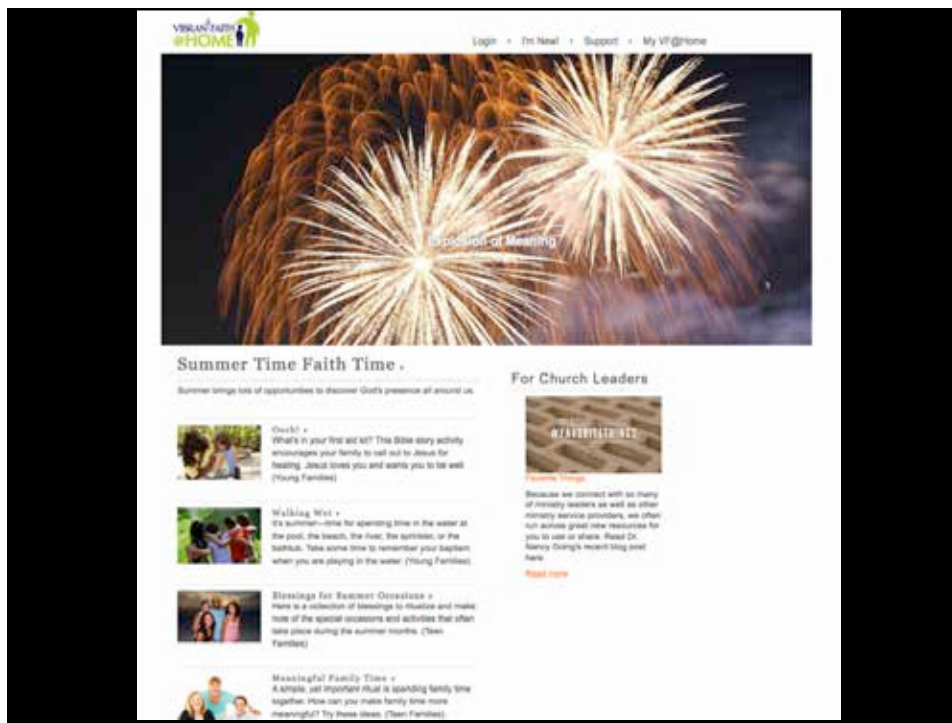 VIBRANT FAITH
@HOME
Login • I'm New! • Support • My VF@Home
Explosion of Meaning
Summer Time Faith Time »
Summer brings lots of opportunities to discover God's presence all around us.
Ouch! »
What's in your first aid kit? This Bible story activity
encourages your family to call out to Jesus for
healing. Jesus loves you and wants you to be well.
(Young Families)
Walking Wet »
It's summer—time for spending time in the water at
the pool, the beach, the river, the sprinkler, or the
bathtub. Take some time to remember your baptism
when you are playing in the water. (Young Families)
Blessings for Summer Occasions »
Here is a collection of blessings to ritualize and make
note of the special occasions and activities that often
take place during the summer months. (Teen
Families)
Meaningful Family Time »
A simple, yet important ritual is spending family time
together. How can you make family time more
meaningful? Try these ideas. (Teen Families)
For Church Leaders
#FAVORITETHINGS
Favorite Things
Because we connect with so many
of ministry leaders as well as other
ministry service providers, we often
run across great new resources for
you to use or share. Read Dr.
Nancy Going's recent blog post
here.
Read more